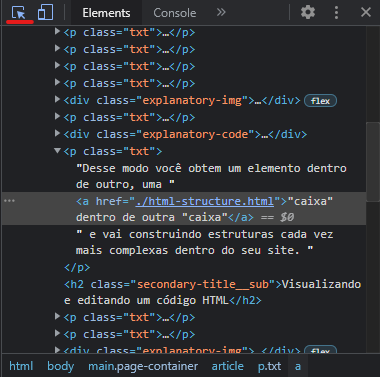 Elements Console »
<p class="txt">…</p>
<p class="txt">…</p>
<p class="txt">…</p>
<p class="txt">…</p>
<div class="explanatory-img">…</div> flex
<p class="txt">…</p>
<div class="explanatory-code">…</div>
<p class="txt">
"Desse modo você obtem um elemento dentro
de outro, uma "
… <a href="./html-structure.html">"caixa"
dentro de outra "caixa"</a> == $0
" e vai construindo estruturas cada vez
mais complexas dentro do seu site. "
</p>
<h2 class="secondary-title__sub">Visualizando
e editando um código HTML</h2>
<p class="txt">…</p>
<p class="txt">…</p>
<div class="explanatory-img">…</div> flex
html body main.page-container article p.txt a